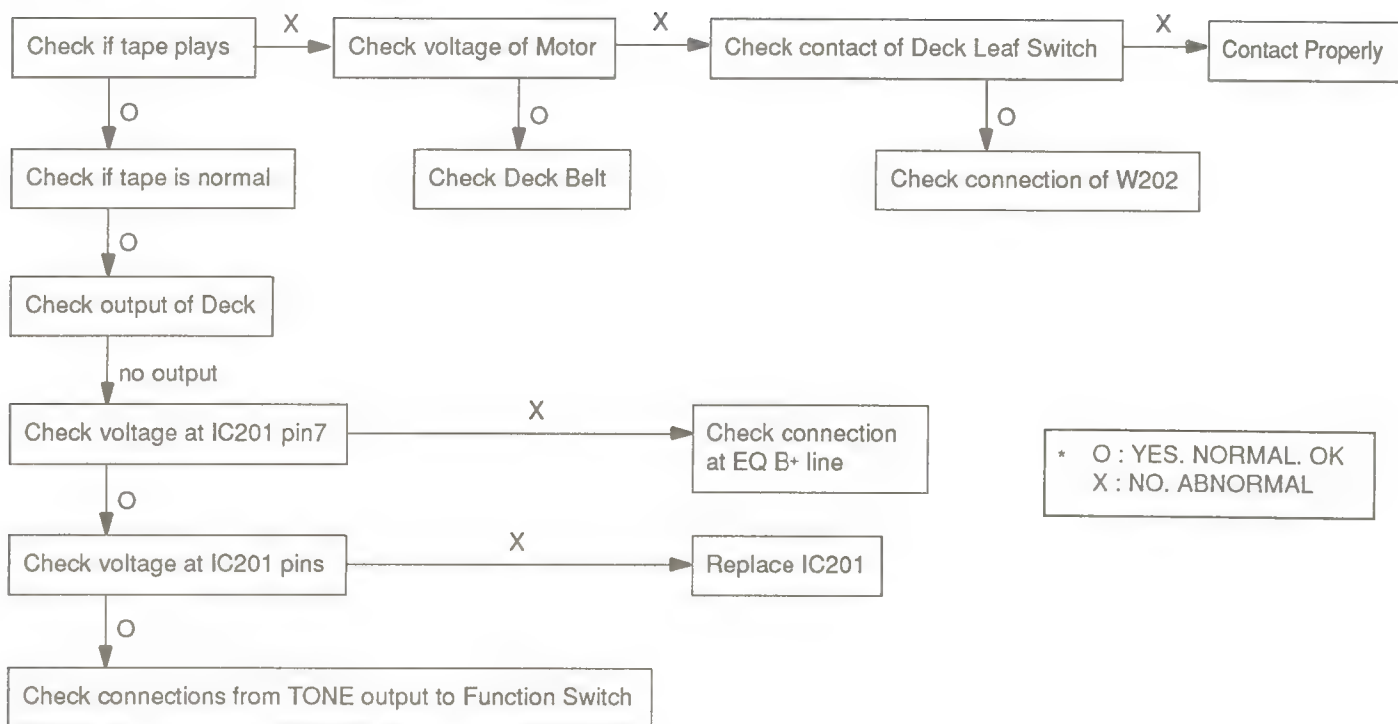 X
X
X
Check if tape plays
Check voltage of Motor
Check contact of Deck Leaf Switch
Contact Properly
O
O
O
Check if tape is normal
Check Deck Belt
Check connection of W202
O
Check output of Deck
no output
X
Check voltage at IC201 pin7
Check connection
at EQ B+ line
* O : YES. NORMAL. OK
X : NO. ABNORMAL
O
X
Check voltage at IC201 pins
Replace IC201
O
Check connections from TONE output to Function Switch